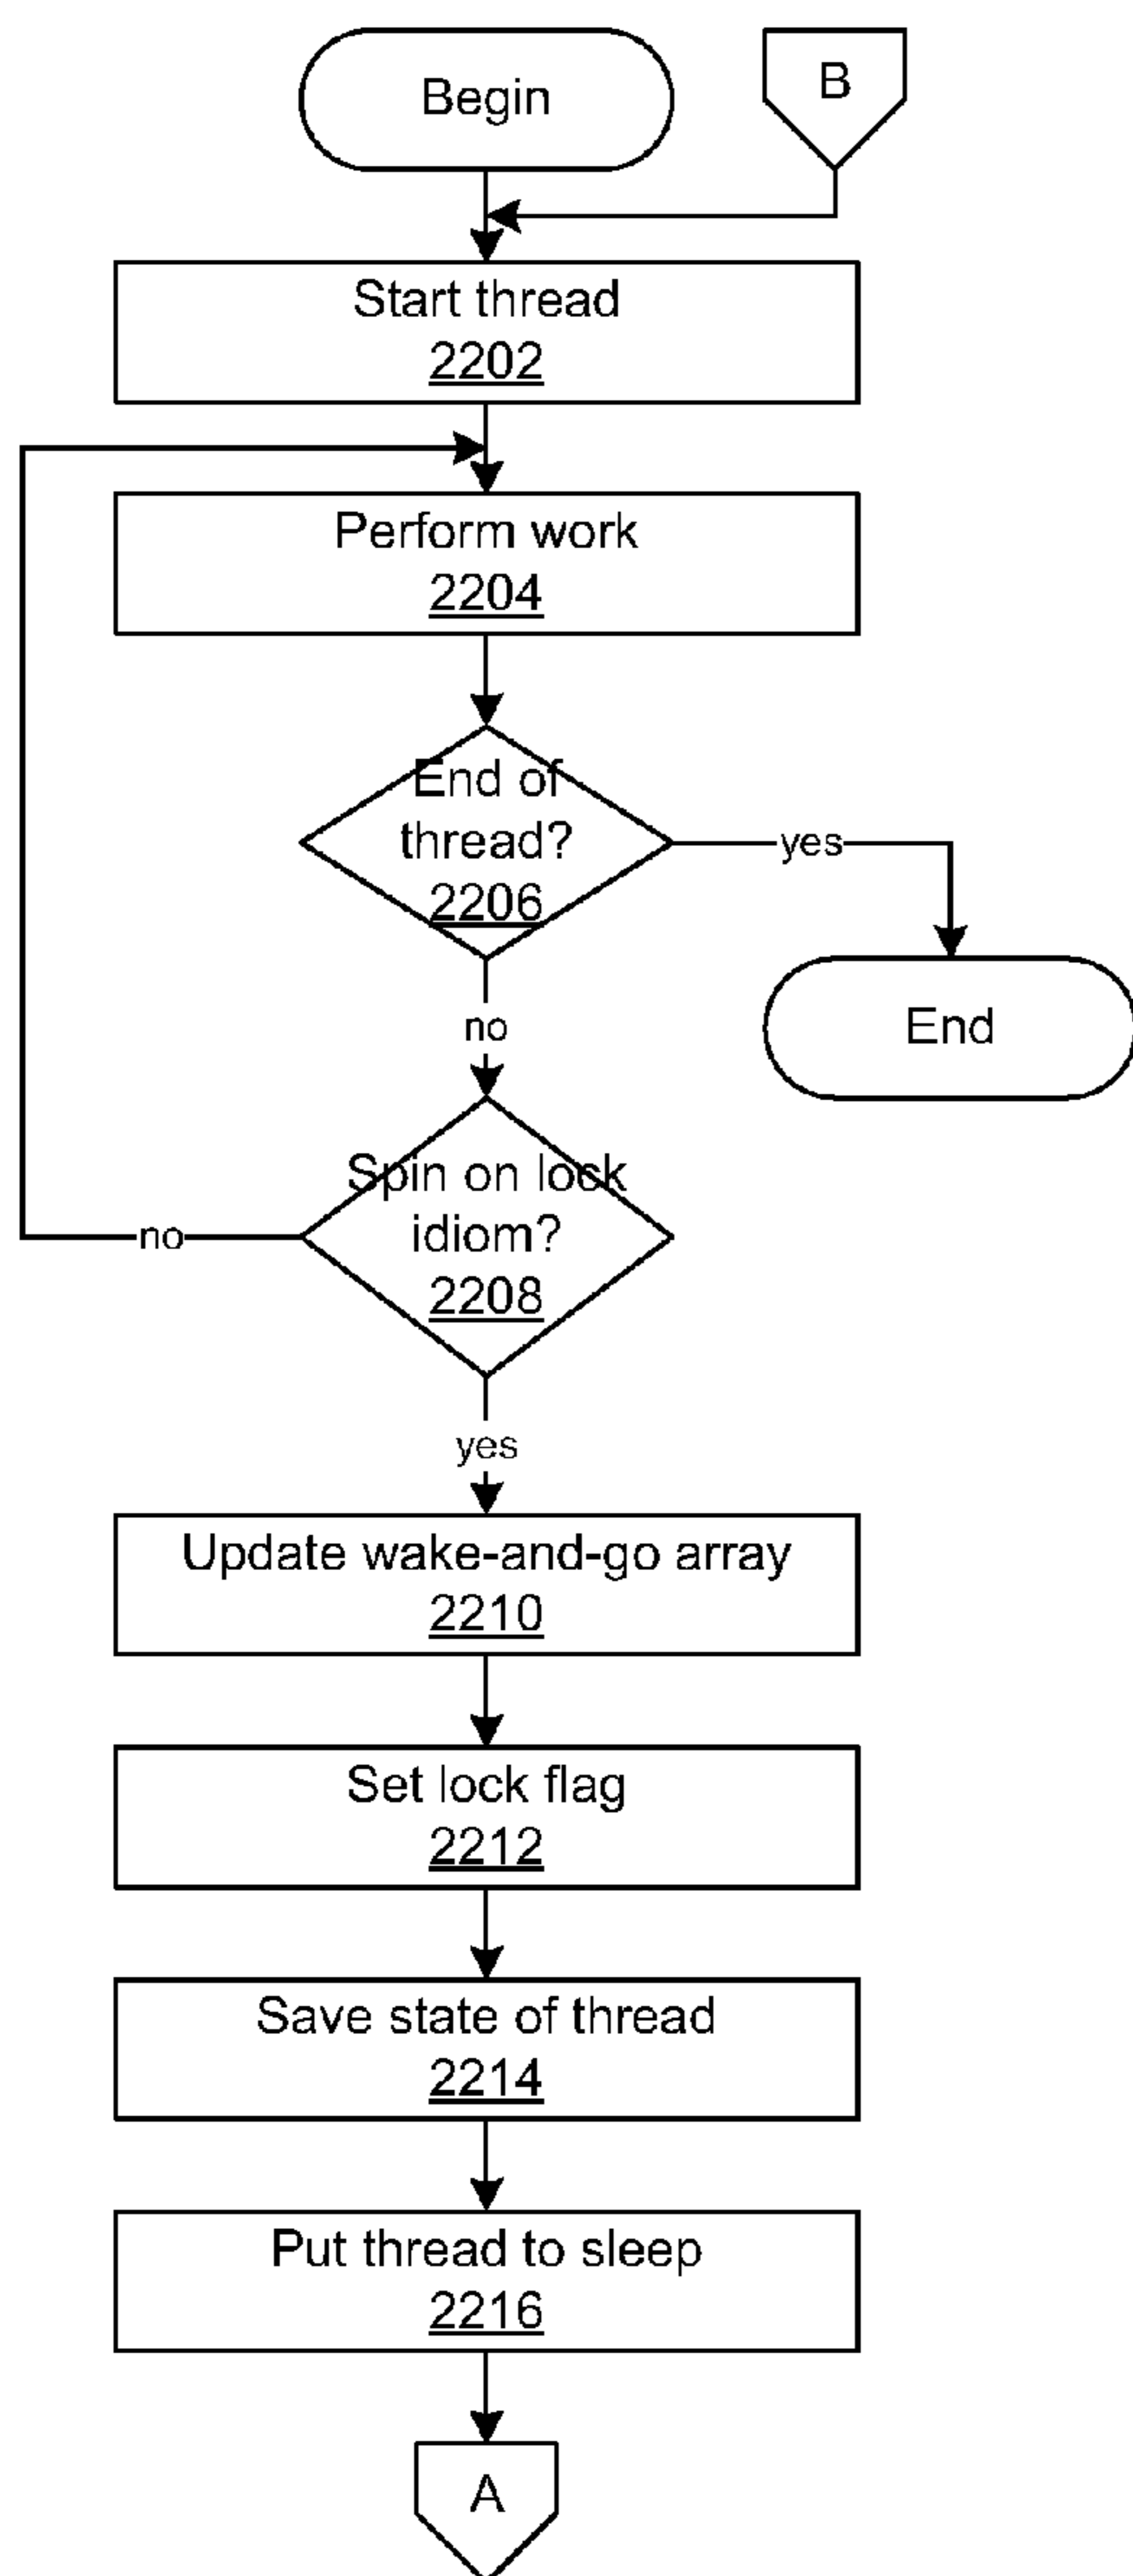 Begin
B
Start thread
2202
Perform work
2204
End of
thread?
2206
yes
End
no
Spin on lock
idiom?
2208
no
yes
Update wake-and-go array
2210
Set lock flag
2212
Save state of thread
2214
Put thread to sleep
2216
A